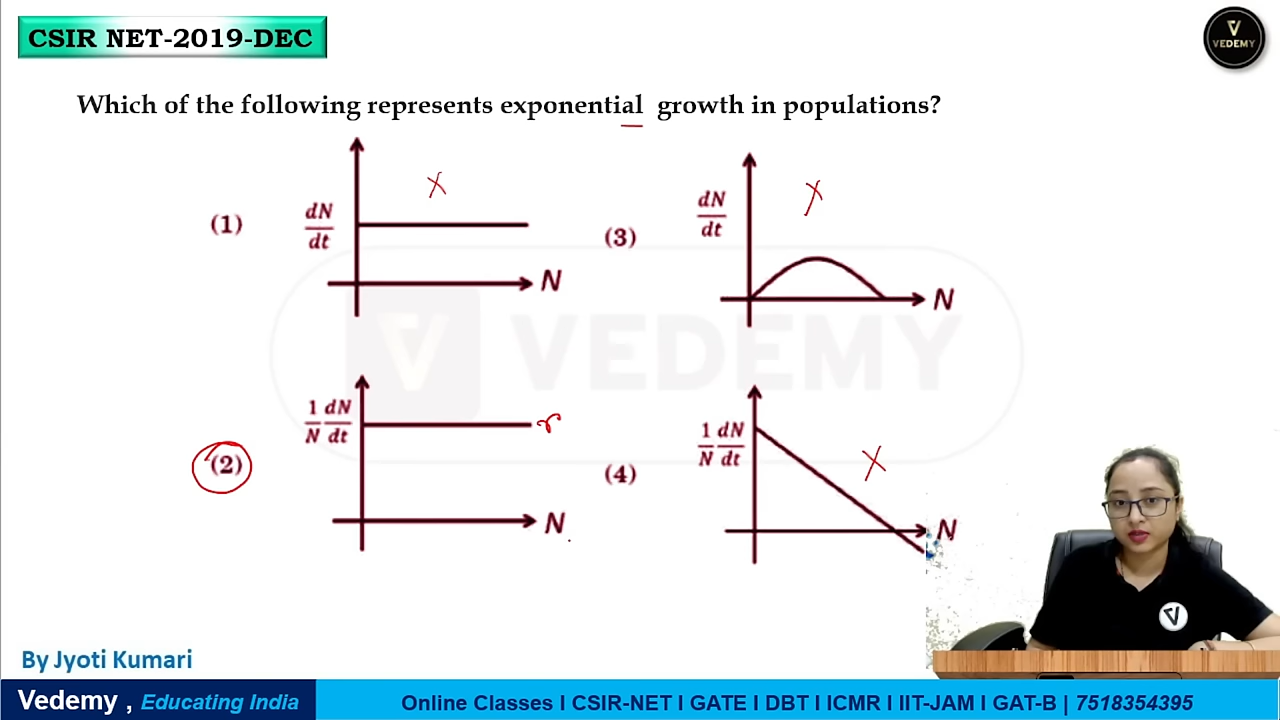 CSIR NET-2019-DEC
VEDEMY
Which of the following represents exponential growth in populations?
(1)
dN
dt
N
(3)
dN
dt
N
VEDEMY
(2)
1 dN
N dt
r
N
(4)
1 dN
N dt
N
By Jyoti Kumari
Vedemy , Educating India
Online Classes I CSIR-NET I GATE I DBT I ICMR I IIT-JAM I GAT-B | 7518354395